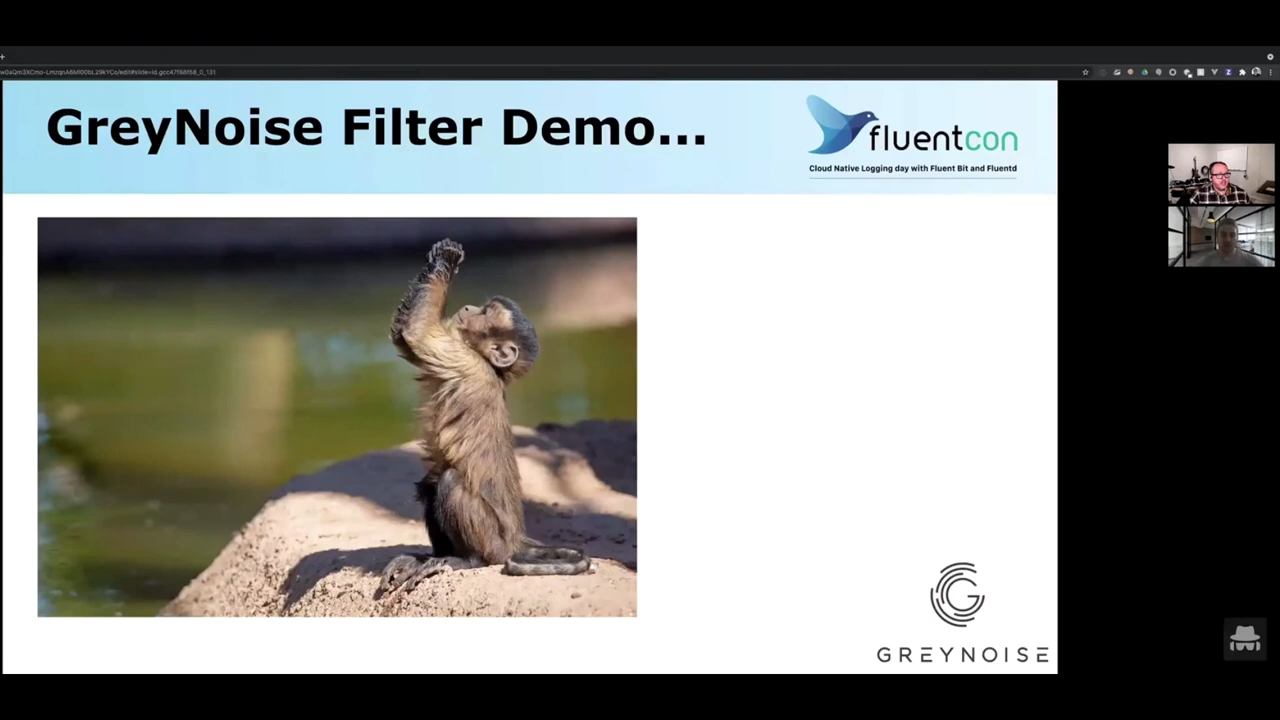 GreyNoise Filter Demo...
fluentcon
Cloud Native Logging day with Fluent Bit and Fluentd
GREYNOISE